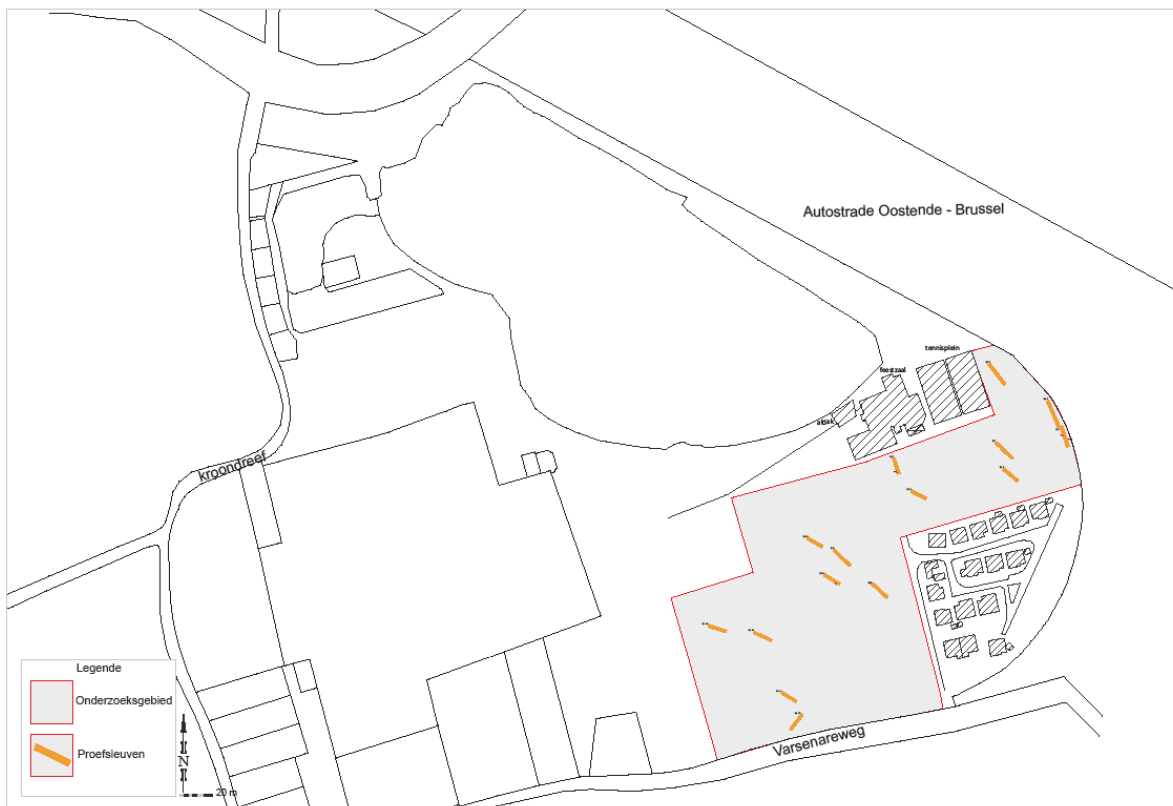 Autostrade Oostende - Brussel
tennisplein
feestzaal
kroondreef
Varsenareweg
Legende
Onderzoeksgebied
Proefsleuven
N
20 m